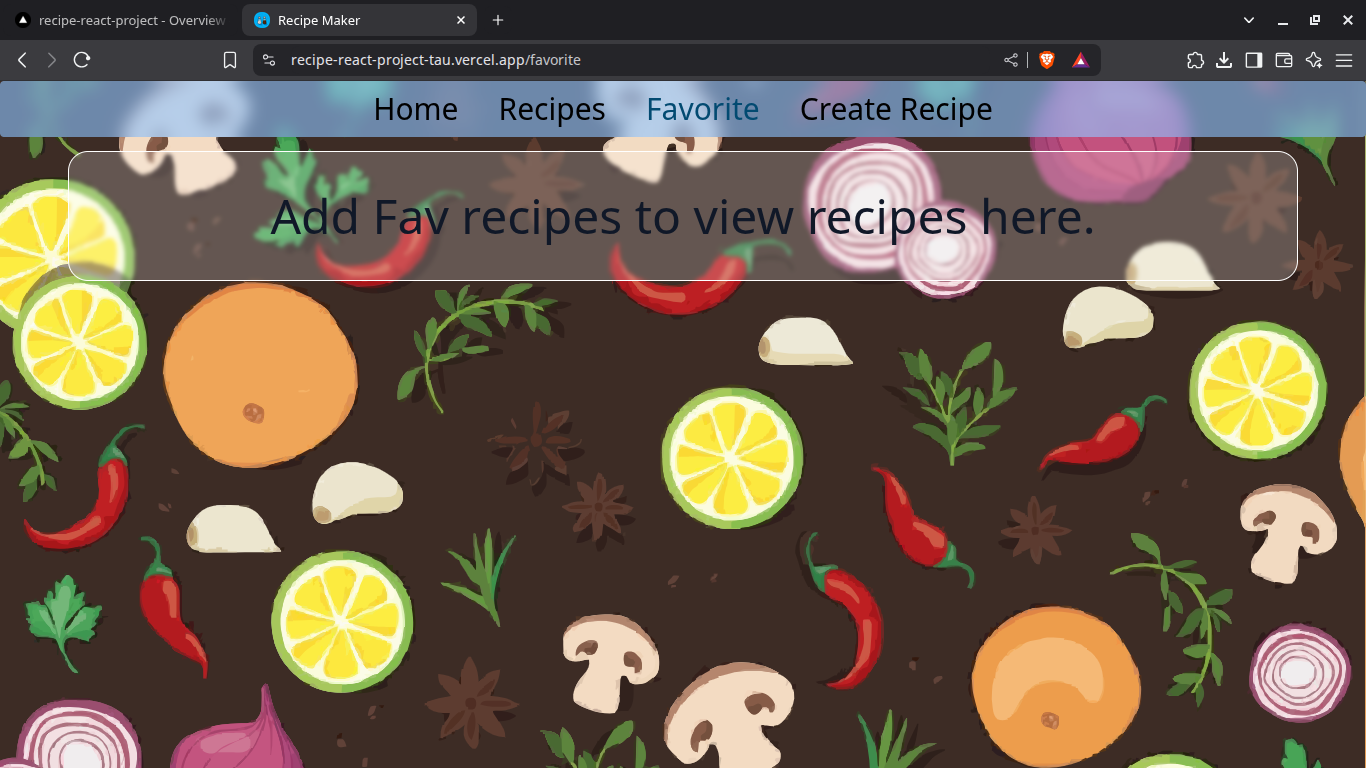 recipe-react-project - Overview
Recipe Maker
recipe-react-project-tau.vercel.app/favorite
Home Recipes Favorite Create Recipe
Add Fav recipes to view recipes here.